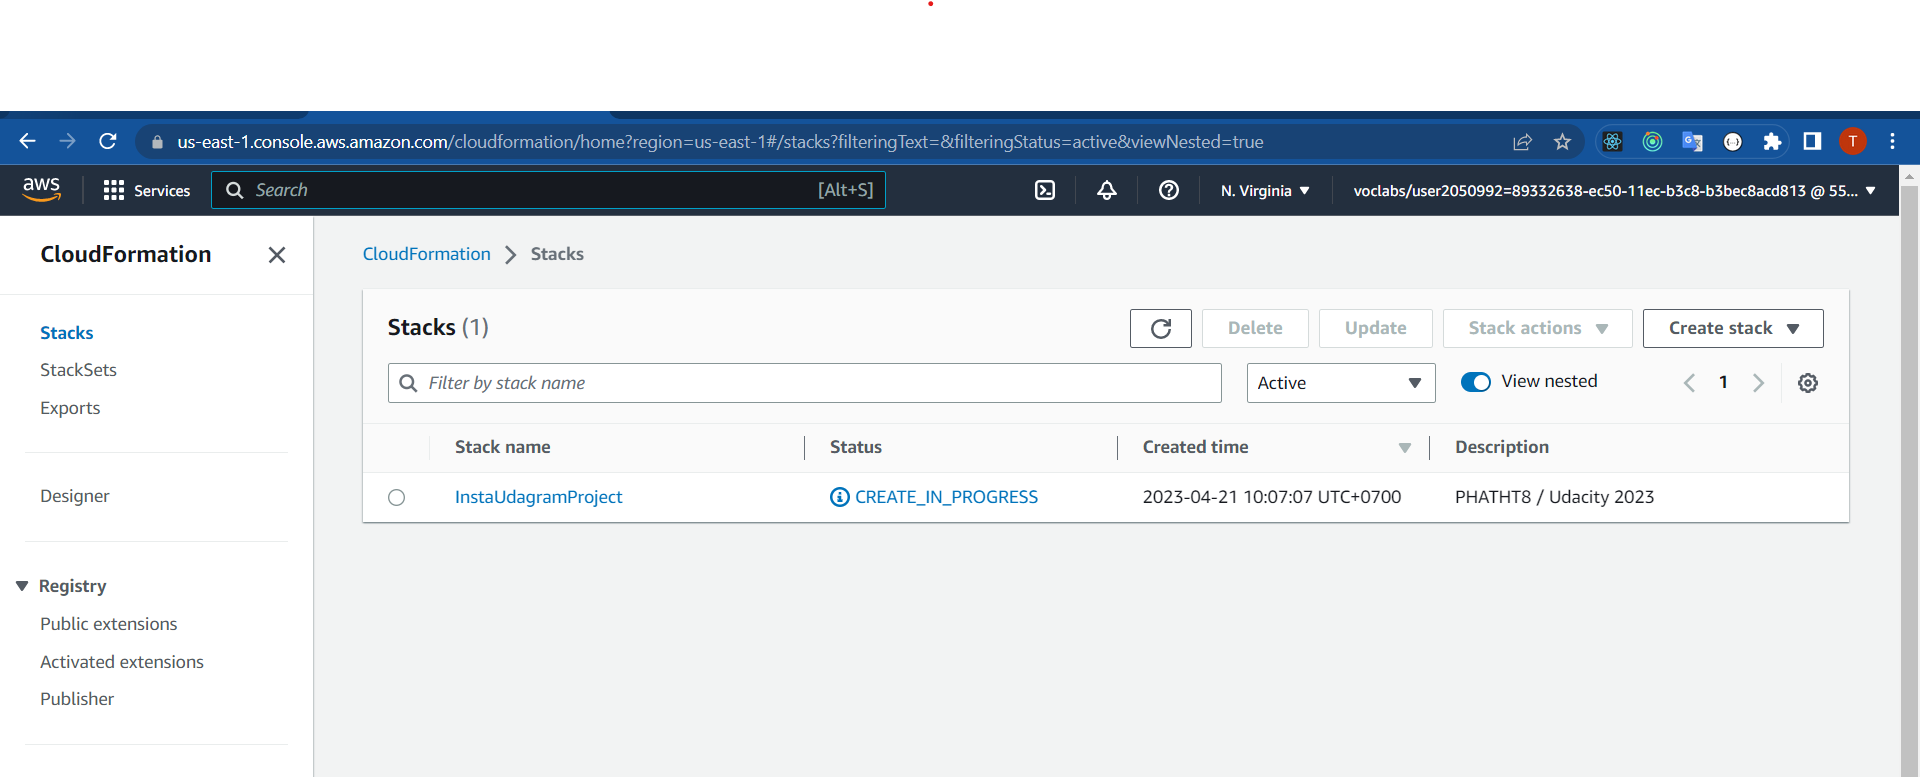 us-east-1.console.aws.amazon.com/cloudformation/home?region=us-east-1#/stacks?filteringText=&filteringStatus=active&viewNested=true
T
aws
Services
Search
[Alt+S]
N. Virginia
voclabs/user2050992=89332638-ec50-11ec-b3c8-b3bec8acd813 @ 55...
CloudFormation
Stacks
StackSets
Exports
Designer
Registry
Public extensions
Activated extensions
Publisher
CloudFormation
Stacks
Stacks (1)
Delete
Update
Stack actions
Create stack
Filter by stack name
Active
View nested
1
Stack name
Status
Created time
Description
InstaUdagramProject
CREATE_IN_PROGRESS
2023-04-21 10:07:07 UTC+0700
PHATHT8 / Udacity 2023